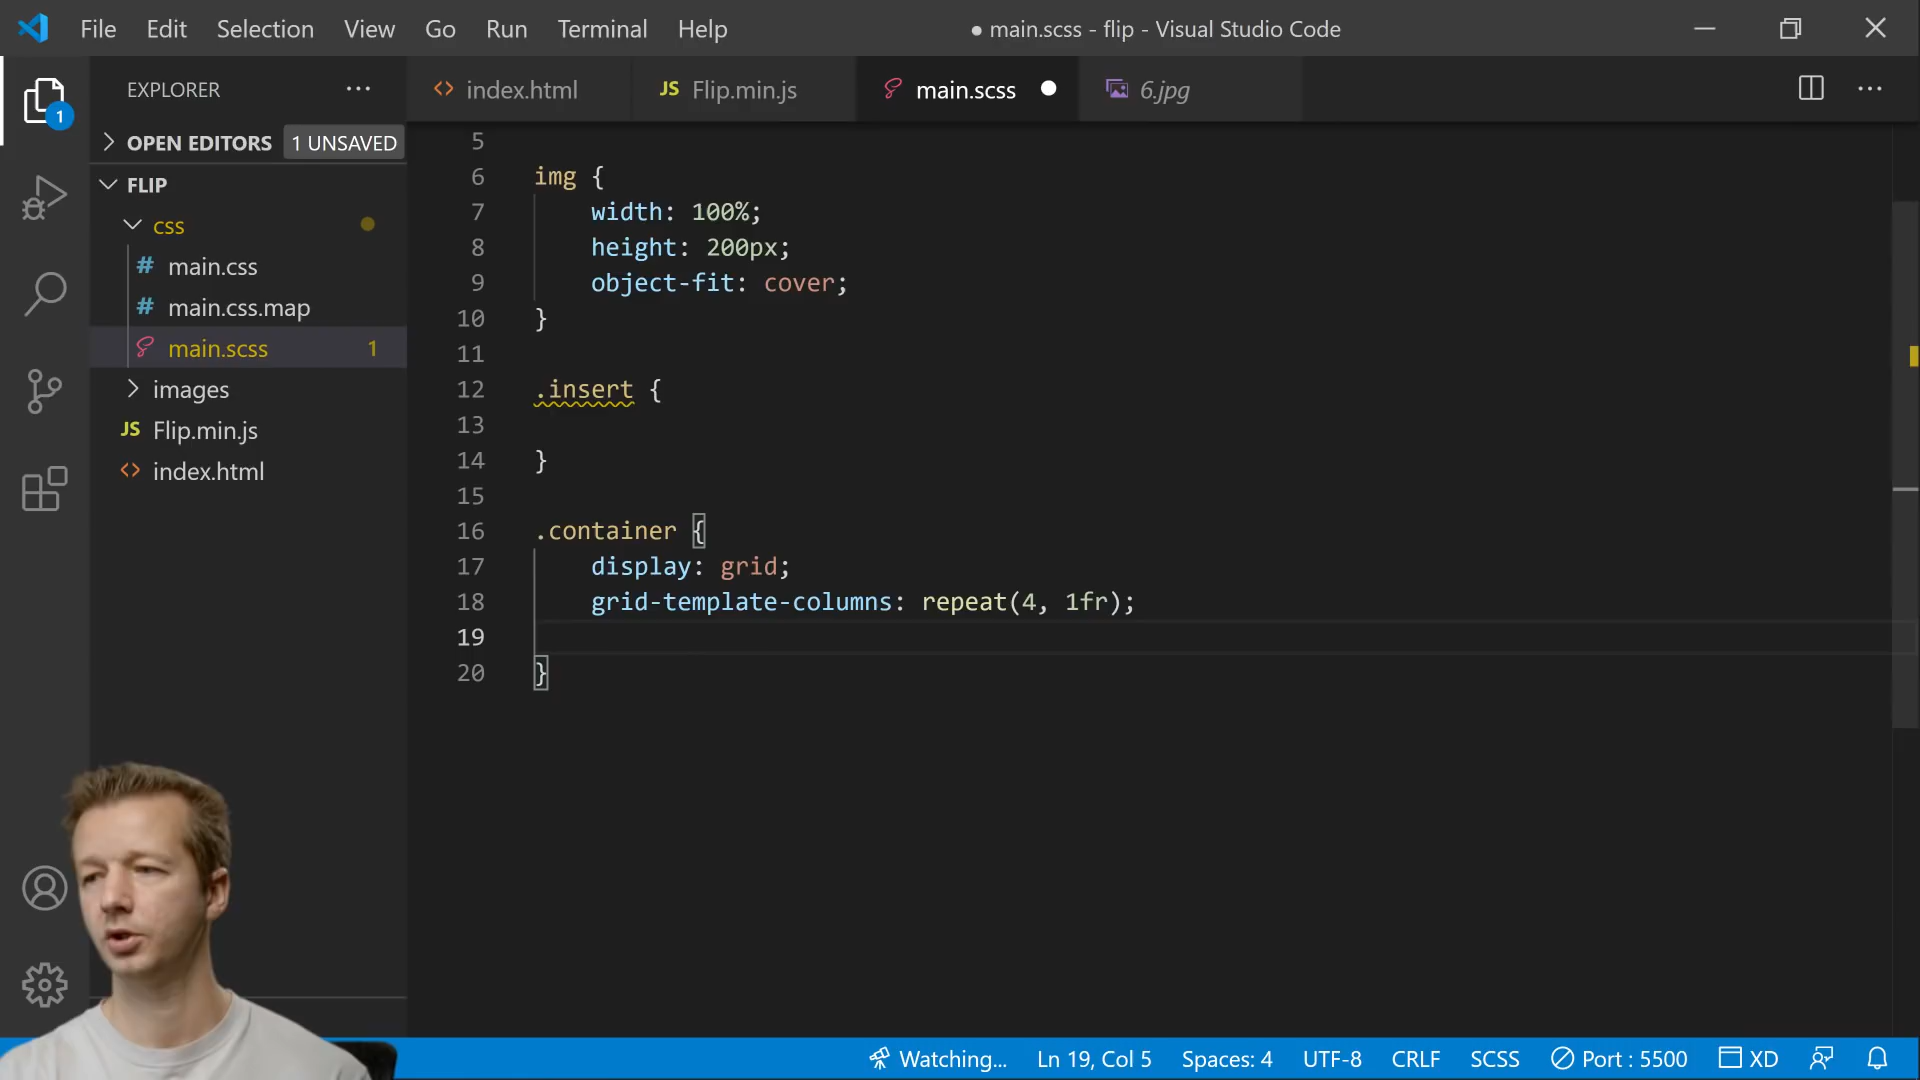 File Edit Selection View Go Run Terminal Help ● main.scss - flip - Visual Studio Code
EXPLORER ···
index.html
JS Flip.min.js
main.scss ●
6.jpg
OPEN EDITORS 1 UNSAVED
FLIP
css
# main.css
# main.css.map
main.scss 1
images
JS Flip.min.js
<> index.html
1
5
6 img {
7 width: 100%;
8 height: 200px;
9 object-fit: cover;
10 }
11
12 .insert {
13
14 }
15
16 .container {
17 display: grid;
18 grid-template-columns: repeat(4, 1fr);
19
20 }
Watching... Ln 19, Col 5 Spaces: 4 UTF-8 CRLF SCSS Port : 5500 XD